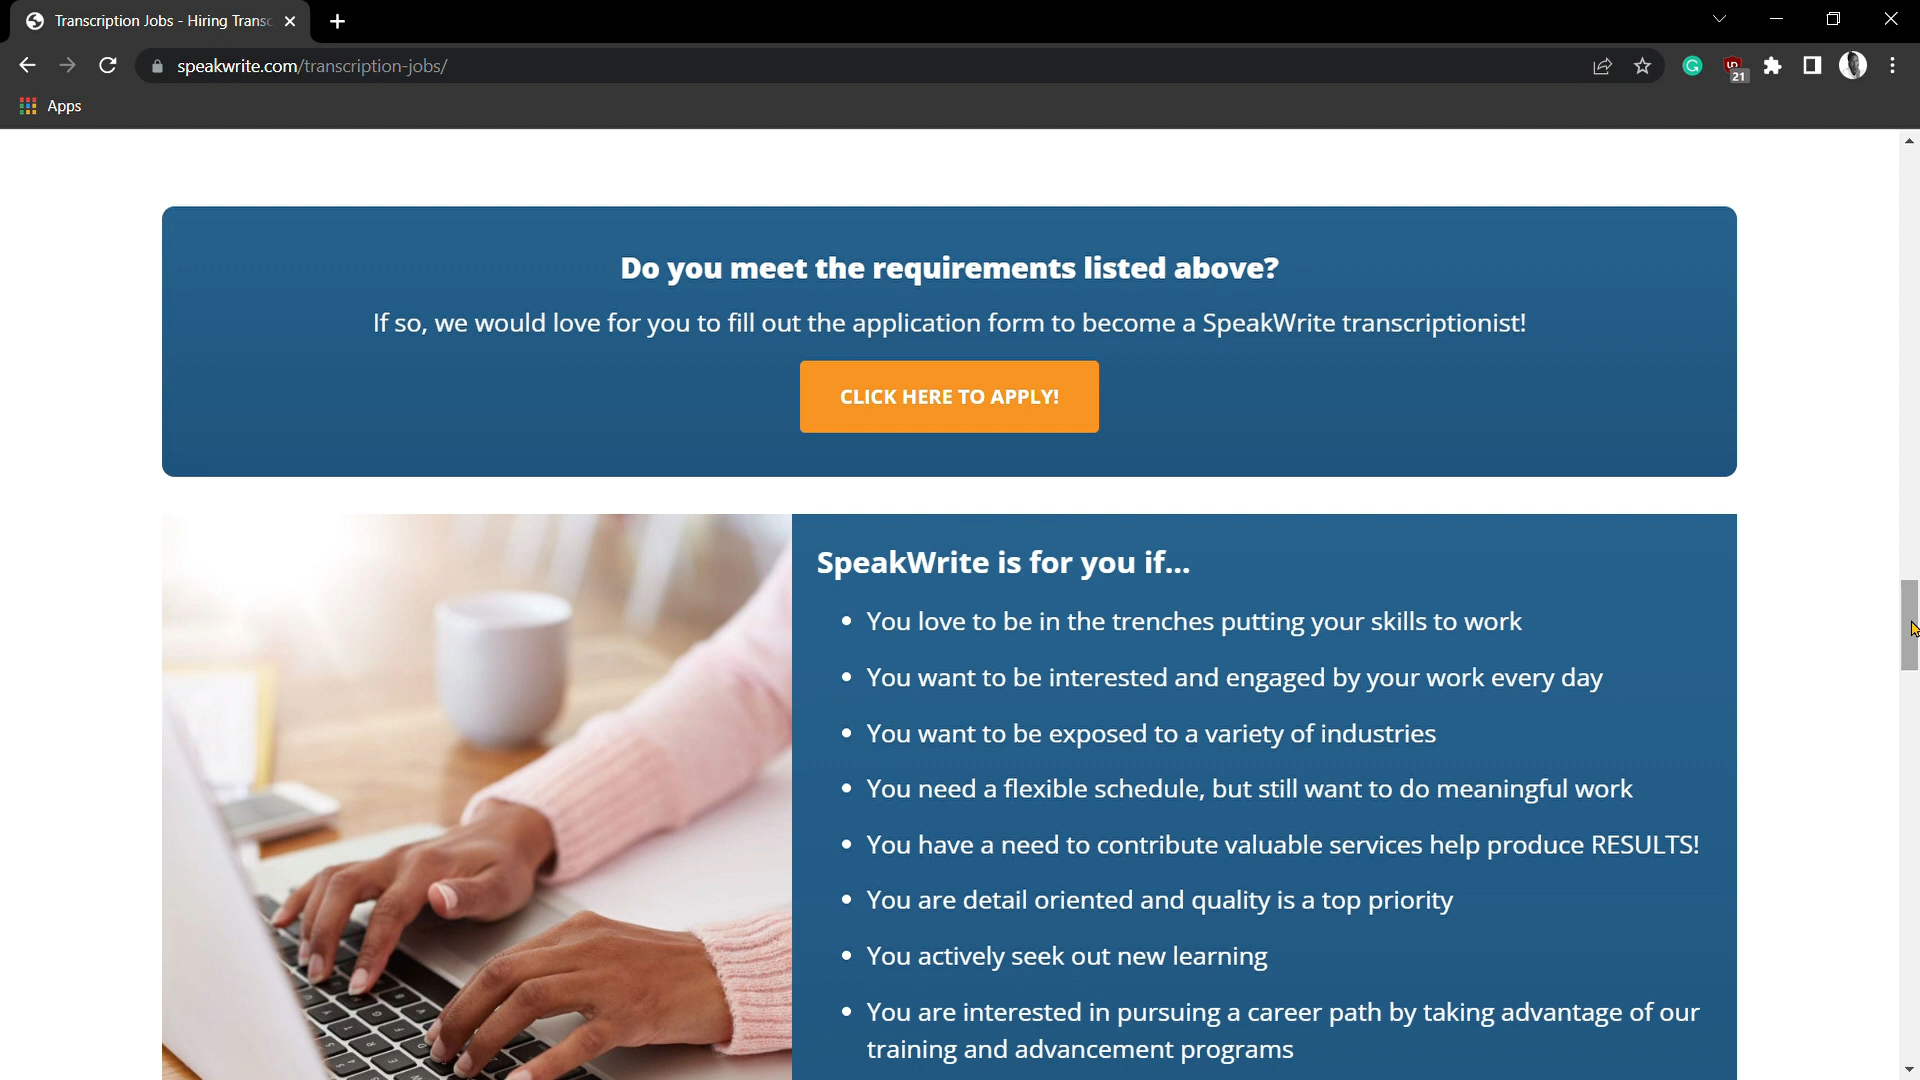 Transcription Jobs - Hiring Trans
speakwrite.com/transcription-jobs/
21
Apps
Do you meet the requirements listed above?
If so, we would love for you to fill out the application form to become a SpeakWrite transcriptionist!
CLICK HERE TO APPLY!
SpeakWrite is for you if...
• You love to be in the trenches putting your skills to work
• You want to be interested and engaged by your work every day
• You want to be exposed to a variety of industries
• You need a flexible schedule, but still want to do meaningful work
• You have a need to contribute valuable services help produce RESULTS!
• You are detail oriented and quality is a top priority
• You actively seek out new learning
• You are interested in pursuing a career path by taking advantage of our
training and advancement programs